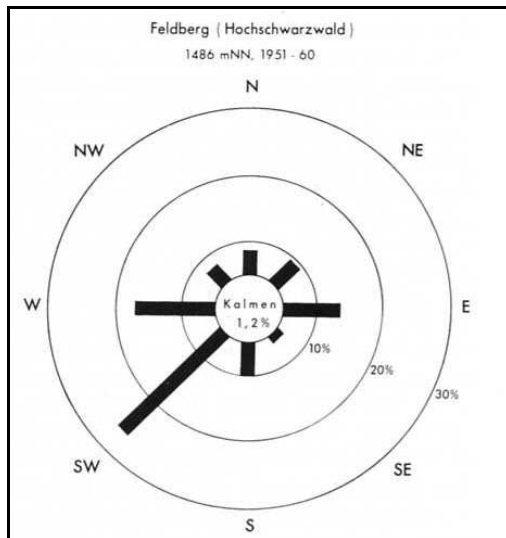 Feldberg ( Hochschwarzwald )
1486 mNN, 1951 - 60
N
NW
NE
W
Kalmen
1,2%
E
10%
20%
30%
SW
SE
S